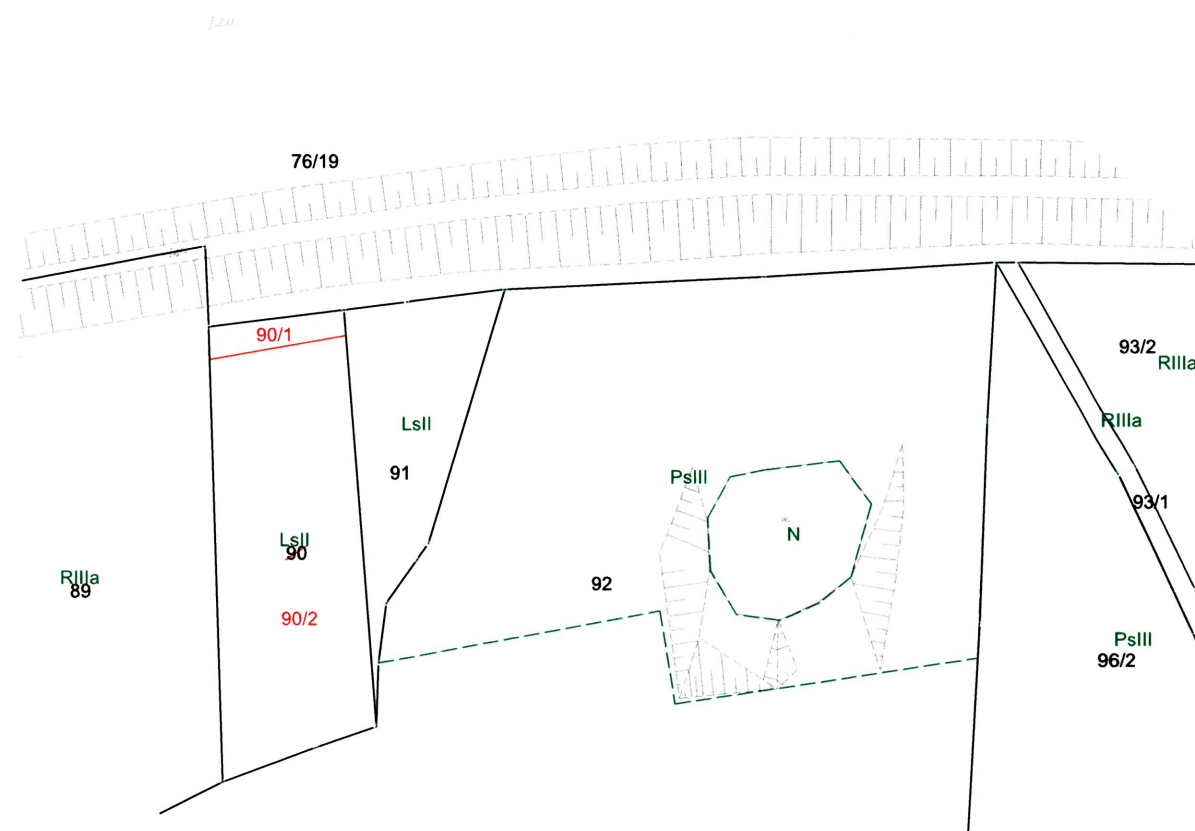 76/19
90/1
93/2
RIIIa
RIIIa
LsII
91
PsIII
93/1
w.
N
LsII
90
RIIIa
89
92
90/2
PsIII
96/2